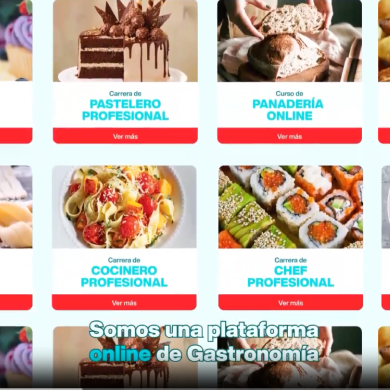 Carrera de
PASTELERO
PROFESIONAL
Ver más
Curso de
PANADERÍA
ONLINE
Ver más
Carrera de
COCINERO
PROFESIONAL
Ver más
Carrera de
CHEF
PROFESIONAL
Ver más
Somos una plataforma
online de Gastronomía